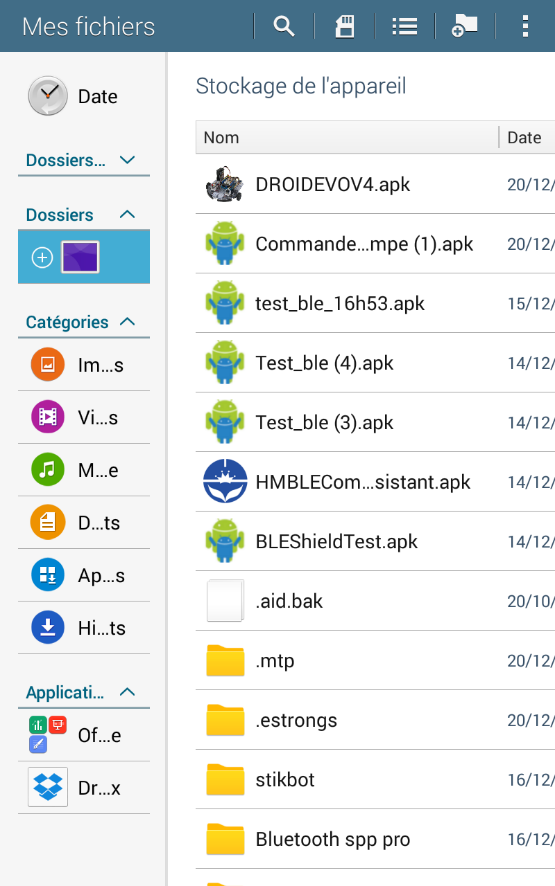 Mes fichiers
Date
Dossiers...
Dossiers
Catégories
Im...s
Vi...s
M...e
D...ts
Ap...s
Hi...ts
Applicati...
Of...e
Dr...x
Stockage de l'appareil
Nom Date
DROIDEVOV4.apk 20/12/
Commande...mpe (1).apk 20/12/
test_ble_16h53.apk 15/12/
Test_ble (4).apk 14/12/
Test_ble (3).apk 14/12/
HMBLECom...sistant.apk 14/12/
BLEShieldTest.apk 14/12/
.aid.bak 20/10/
.mtp 20/12/
.estrongs 20/12/
stikbot 16/12/
Bluetooth spp pro 16/12/